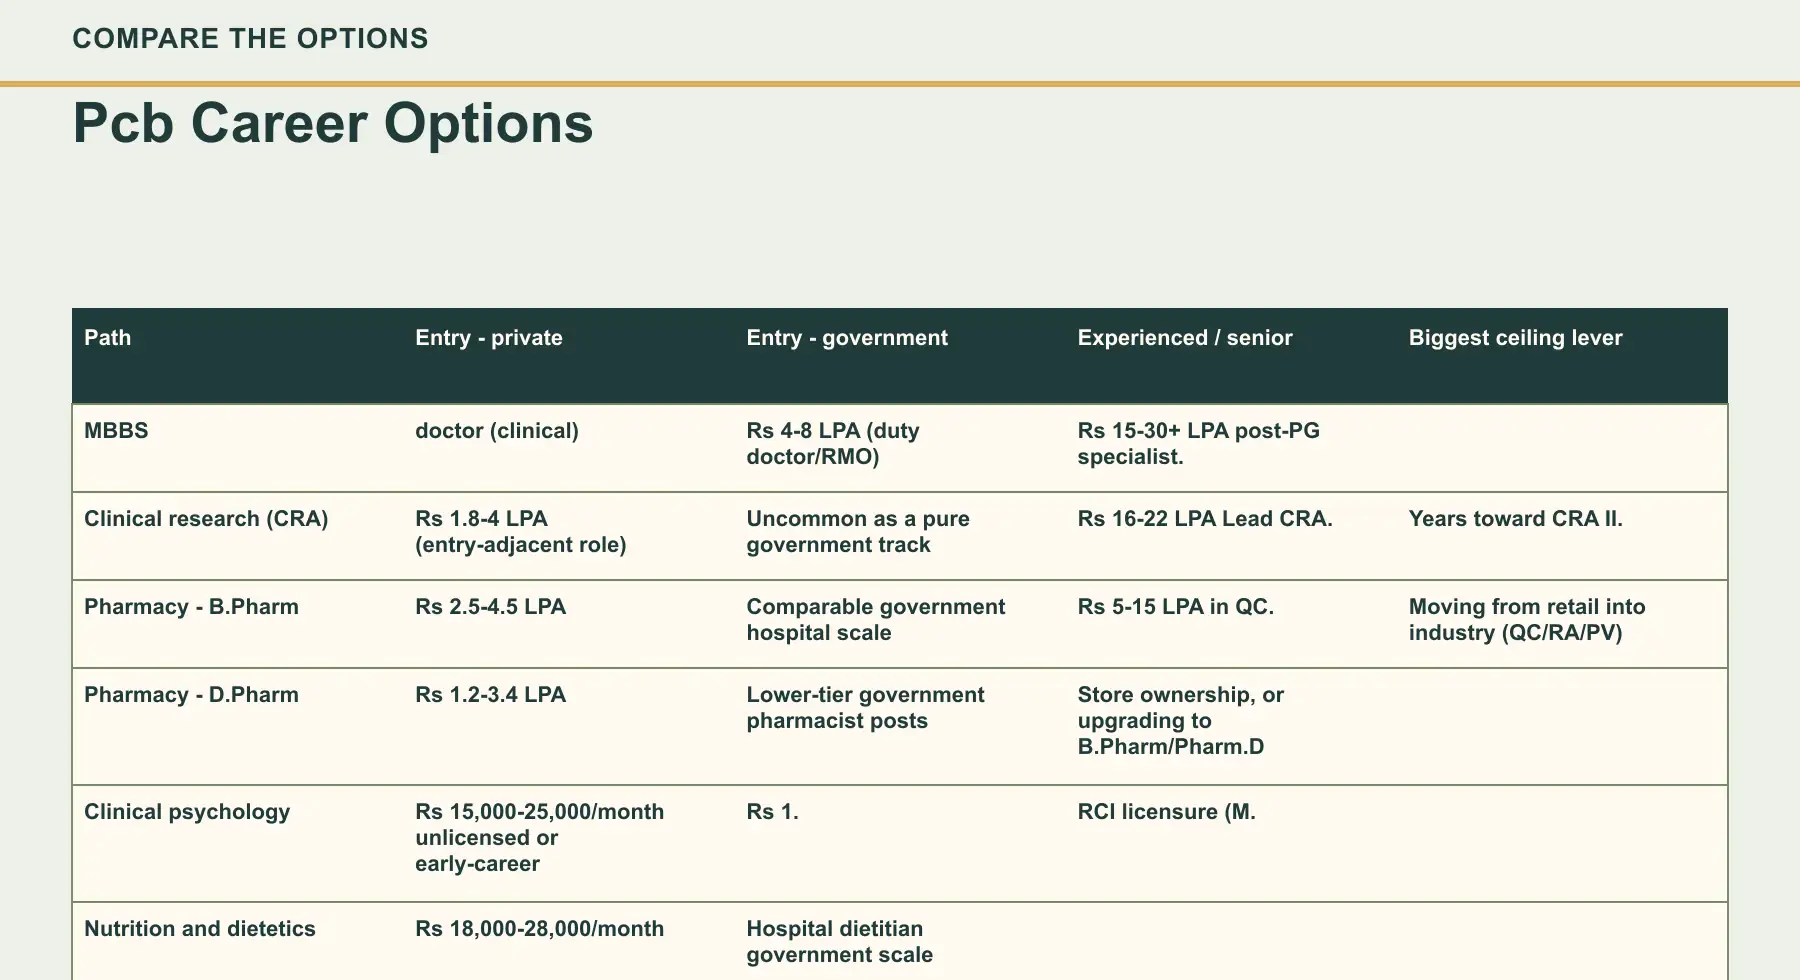 COMPARE THE OPTIONS
Pcb Career Options
Path
Entry - private
Entry - government
Experienced / senior
Biggest ceiling lever
MBBS
doctor (clinical)
Rs 4-8 LPA (duty
doctor/RMO)
Rs 15-30+ LPA post-PG
specialist.
Clinical research (CRA)
Rs 1.8-4 LPA
(entry-adjacent role)
Uncommon as a pure
government track
Rs 16-22 LPA Lead CRA.
Years toward CRA II.
Pharmacy - B.Pharm
Rs 2.5-4.5 LPA
Comparable government
hospital scale
Rs 5-15 LPA in QC.
Moving from retail into
industry (QC/RA/PV)
Pharmacy - D.Pharm
Rs 1.2-3.4 LPA
Lower-tier government
pharmacist posts
Store ownership, or
upgrading to
B.Pharm/Pharm.D
Clinical psychology
Rs 15,000-25,000/month
unlicensed or
early-career
Rs 1.
RCI licensure (M.
Nutrition and dietetics
Rs 18,000-28,000/month
Hospital dietitian
government scale